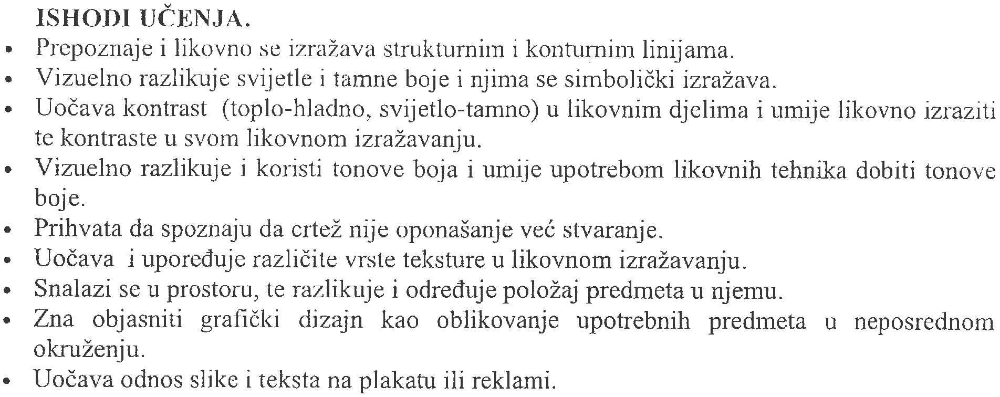 ISHODI UČENJA.
• Prepoznaje i likovno se izražava strukturnim i konturnim linijama.
• Vizuelno razlikuje svijetle i tamne boje i njima se simbolički izražava.
• Uočava kontrast (toplo-hladno, svijetlo-tamno) u likovnim djelima i umije likovno izraziti
te kontraste u svom likovnom izražavanju.
• Vizuelno razlikuje i koristi tonove boja i umije upotrebom likovnih tehnika dobiti tonove
boje.
• Prihvata da spoznaju da crtež nije oponašanje već stvaranje.
• Uočava i upoređuje različite vrste teksture u likovnom izražavanju.
• Snalazi se u prostoru, te razlikuje i određuje položaj predmeta u njemu.
• Zna objasniti grafički dizajn kao oblikovanje upotrebnih predmeta u neposrednom
okruženju.
• Uočava odnos slike i teksta na plakatu ili reklami.